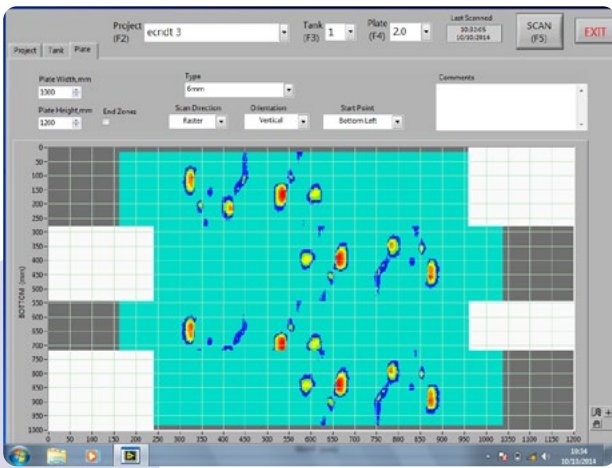 Project (F2) ecndt 3
Tank (F3) 1
Plate (F4) 2.0
Last Scanned
10:32:05
10/10/2014
SCAN (F5)
EXIT
Project Tank Plate
Plate Width,mm
1000
Plate Height,mm
1200
End Zones
Type
6mm
Scan Direction
Raster
Orientation
Vertical
Start Point
Bottom Left
Comments
BOTTOM (mm)
0
50
100
150
200
250
300
350
400
450
500
550
600
650
700
750
800
850
900
950
1000
0 50 100 150 200 250 300 350 400 450 500 550 600 650 700 750 800 850 900 950 1000 1050 1100 1150 1200
10:34
10/10/2014